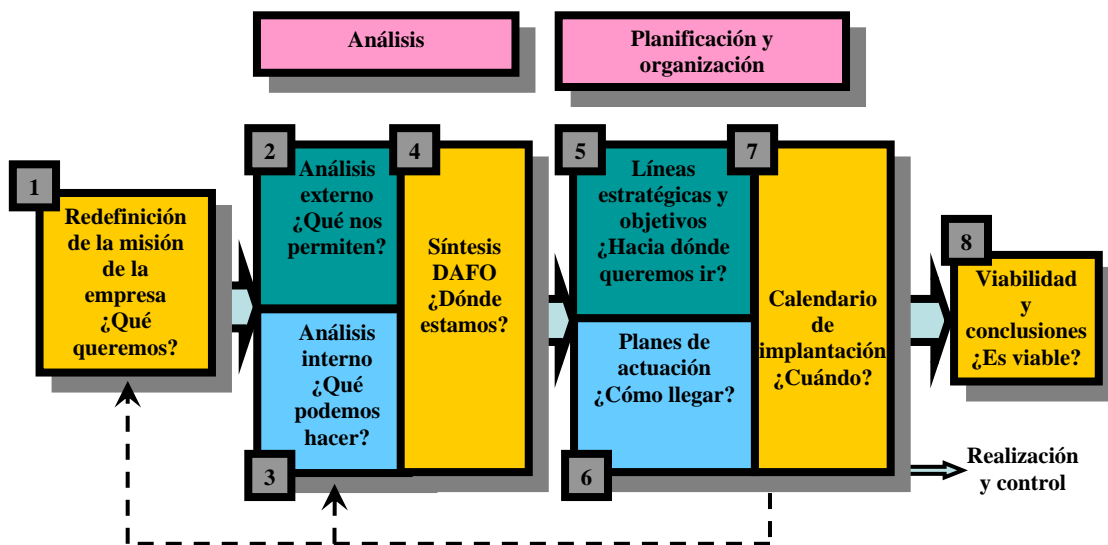 Análisis
Planificación y
organización
1
Redefinición
de la misión
de la
empresa
¿Qué
queremos?
2
Análisis
externo
¿Qué nos
permiten?
3
Análisis
interno
¿Qué
podemos
hacer?
4
Síntesis
DAFO
¿Dónde
estamos?
5
Líneas
estratégicas y
objetivos
¿Hacia dónde
queremos ir?
6
Planes de
actuación
¿Cómo llegar?
7
Calendario
de
implantación
¿Cuándo?
8
Viabilidad
y
conclusiones
¿Es viable?
Realización
y control